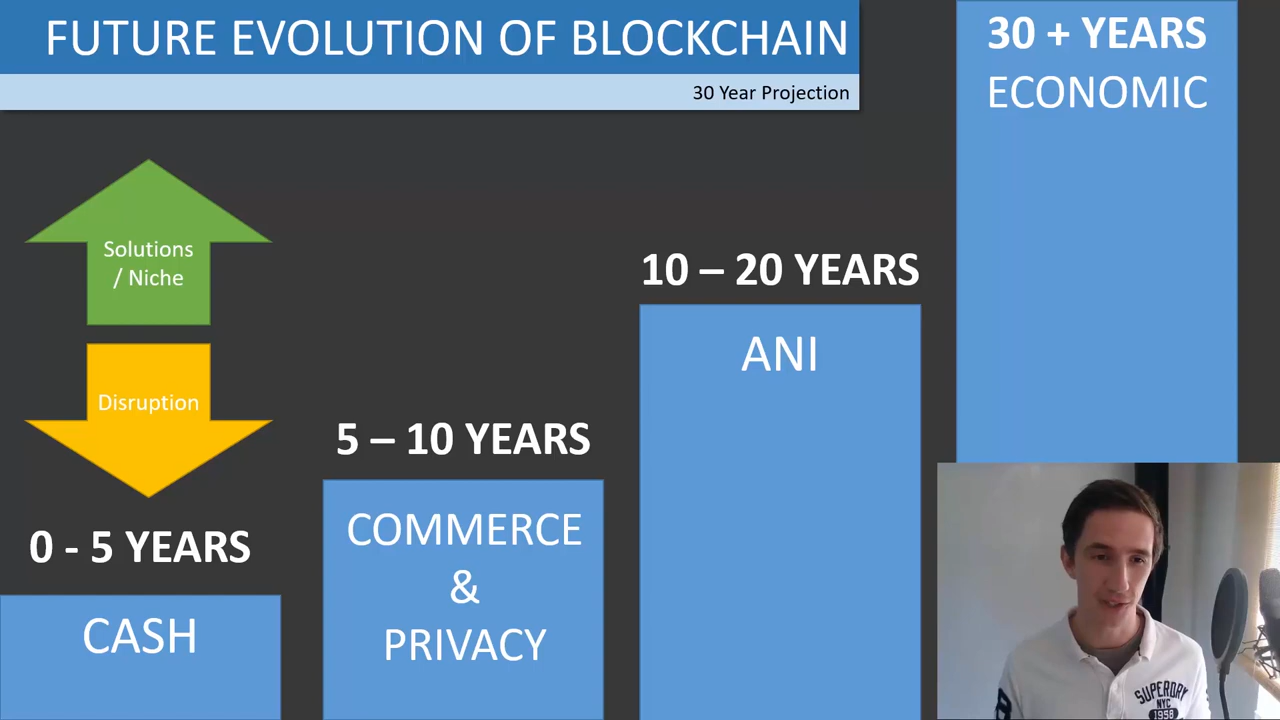 FUTURE EVOLUTION OF BLOCKCHAIN
30 Year Projection
30 + YEARS
ECONOMIC
Solutions
/ Niche
Disruption
10 – 20 YEARS
ANI
5 – 10 YEARS
COMMERCE
&
PRIVACY
0 - 5 YEARS
CASH
SUPERDRY
NYC
1958